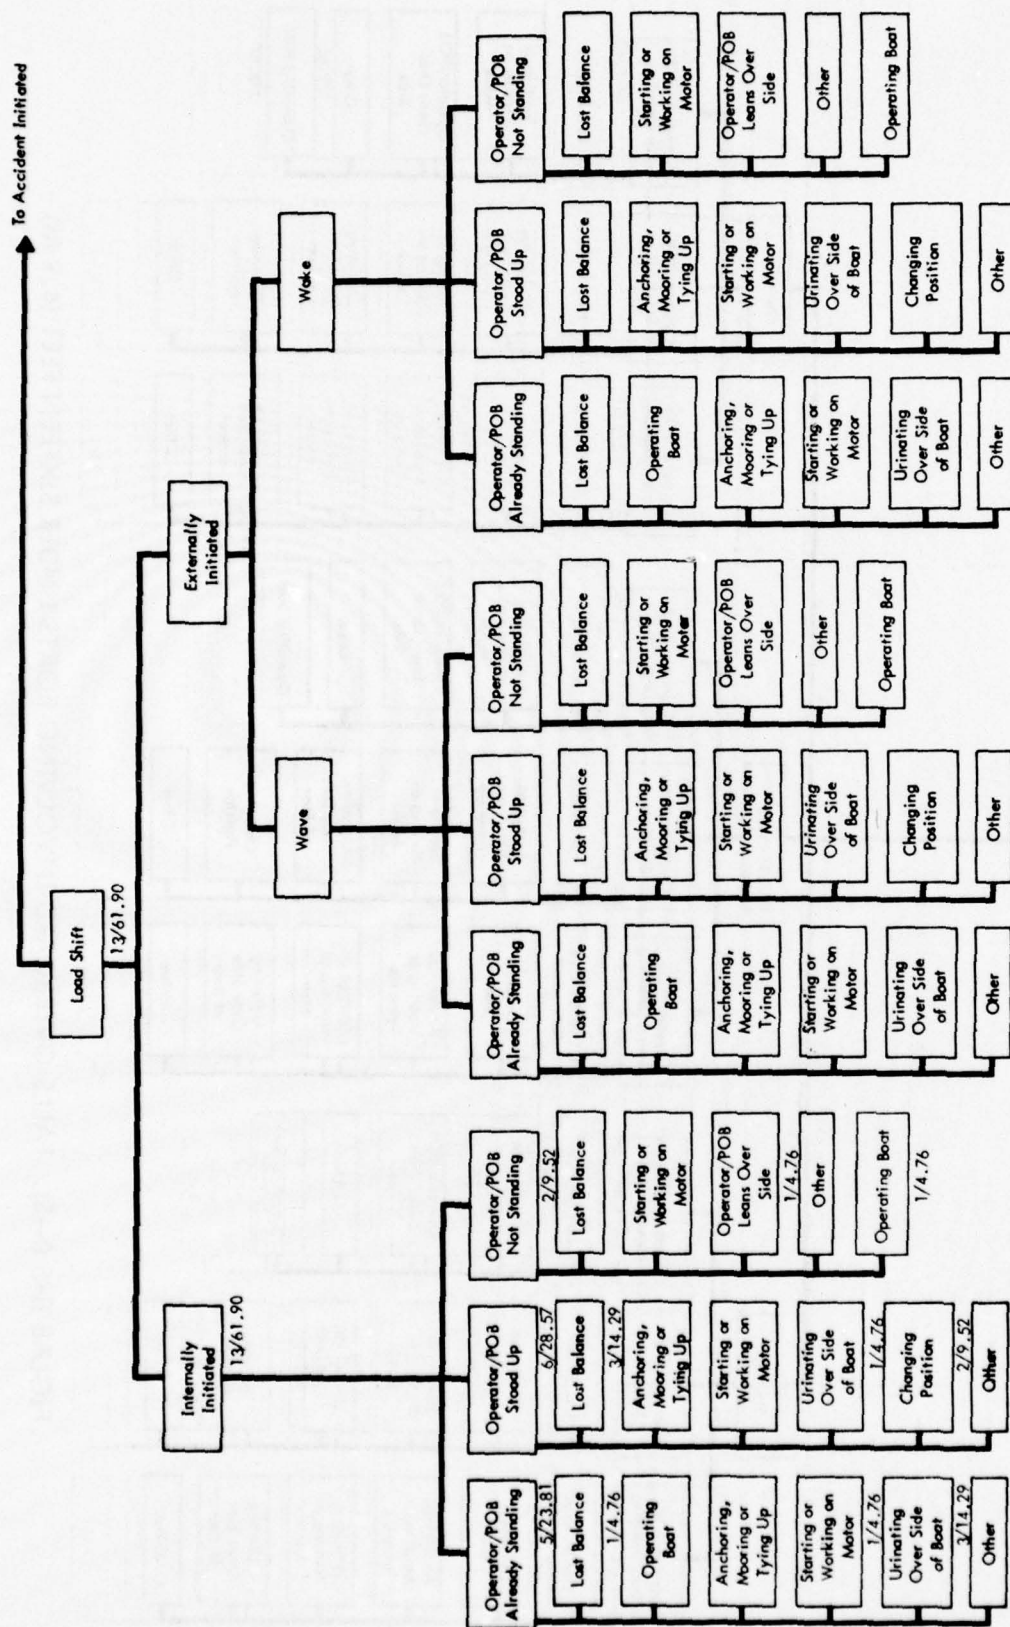 To Accident Initiated
Load Shift
13/61.90
Internally
Initiated
13/61.90
Externally
Initiated
Wave
Wake
Operator/POB
Already Standing
5/23.81
Lost Balance
1/4.76
Operating
Boat
Anchoring,
Mooring or
Tying Up
Starting or
Working on
Motor
1/4.76
Urinating
Over Side
of Boat
3/14.29
Other
Operator/POB
Stood Up
6/28.57
Lost Balance
3/14.29
Anchoring,
Mooring or
Tying Up
Starting or
Working on
Motor
Urinating
Over Side
of Boat
1/4.76
Changing
Position
2/9.52
Other
Operator/POB
Not Standing
2/9.52
Lost Balance
Starting or
Working on
Motor
Operator/POB
Leans Over
Side
1/4.76
Other
Operating Boat
1/4.76
Operator/POB
Already Standing
Lost Balance
Operating
Boat
Anchoring,
Mooring or
Tying Up
Starting or
Working on
Motor
Urinating
Over Side
of Boat
Other
Operator/POB
Stood Up
Lost Balance
Anchoring,
Mooring or
Tying Up
Starting or
Working on
Motor
Urinating
Over Side
of Boat
Changing
Position
Other
Operator/POB
Not Standing
Lost Balance
Starting or
Working on
Moter
Operator/POB
Leans Over
Side
Other
Operating Boat
Operator/POB
Already Standing
Lost Balance
Operating
Boat
Anchoring,
Mooring or
Tying Up
Starting or
Working on
Motor
Urinating
Over Side
of Boat
Other
Operator/POB
Stood Up
Lost Balance
Anchoring,
Mooring or
Tying Up
Starting or
Working on
Motor
Urinating
Over Side
of Boat
Changing
Position
Other
Operator/POB
Not Standing
Lost Balance
Starting or
Working on
Motor
Operator/POB
Leans Over
Side
Other
Operating Boat